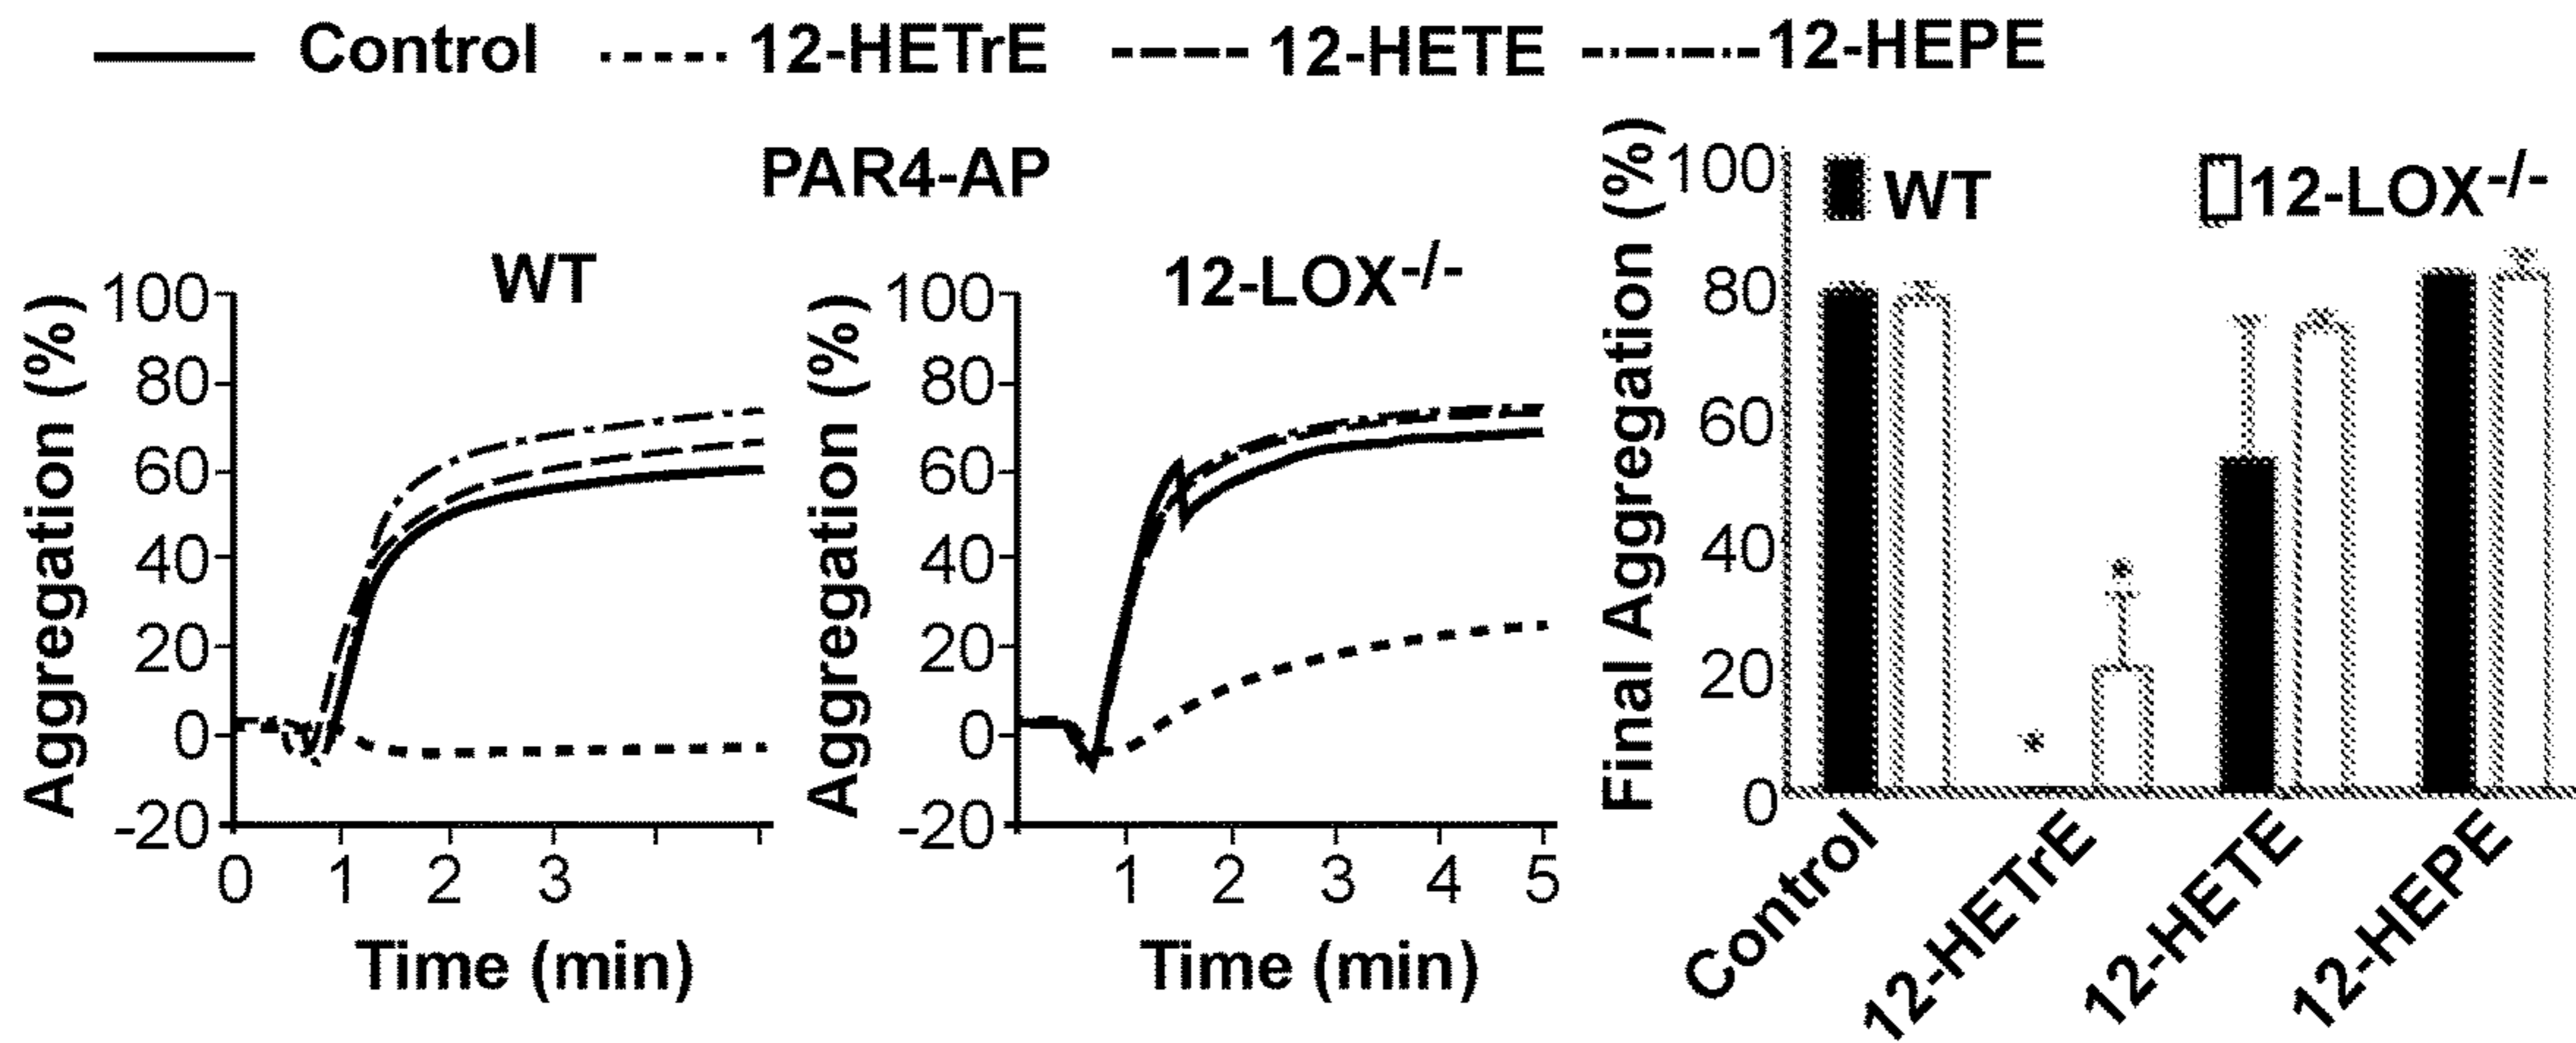 Control 12-HETrE 12-HETE 12-HEPE
PAR4-AP
WT
Aggregation (%)
100
80
60
40
20
0
-20
0 1 2 3
Time (min)
12-LOX-/-
Aggregation (%)
100
80
60
40
20
0
-20
1 2 3 4 5
Time (min)
WT 12-LOX-/-
Final Aggregation (%)
100
80
60
40
20
0
*
*
Control
12-HETrE
12-HETE
12-HEPE